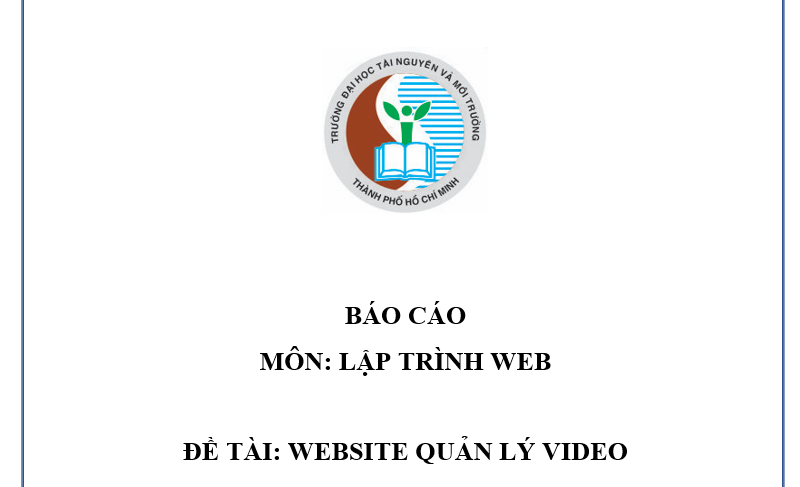 TRƯỜNG ĐẠI HỌC TÀI NGUYÊN VÀ MÔI TRƯỜNG
THÀNH PHỐ HỒ CHÍ MINH
BÁO CÁO
MÔN: LẬP TRÌNH WEB
ĐỀ TÀI: WEBSITE QUẢN LÝ VIDEO